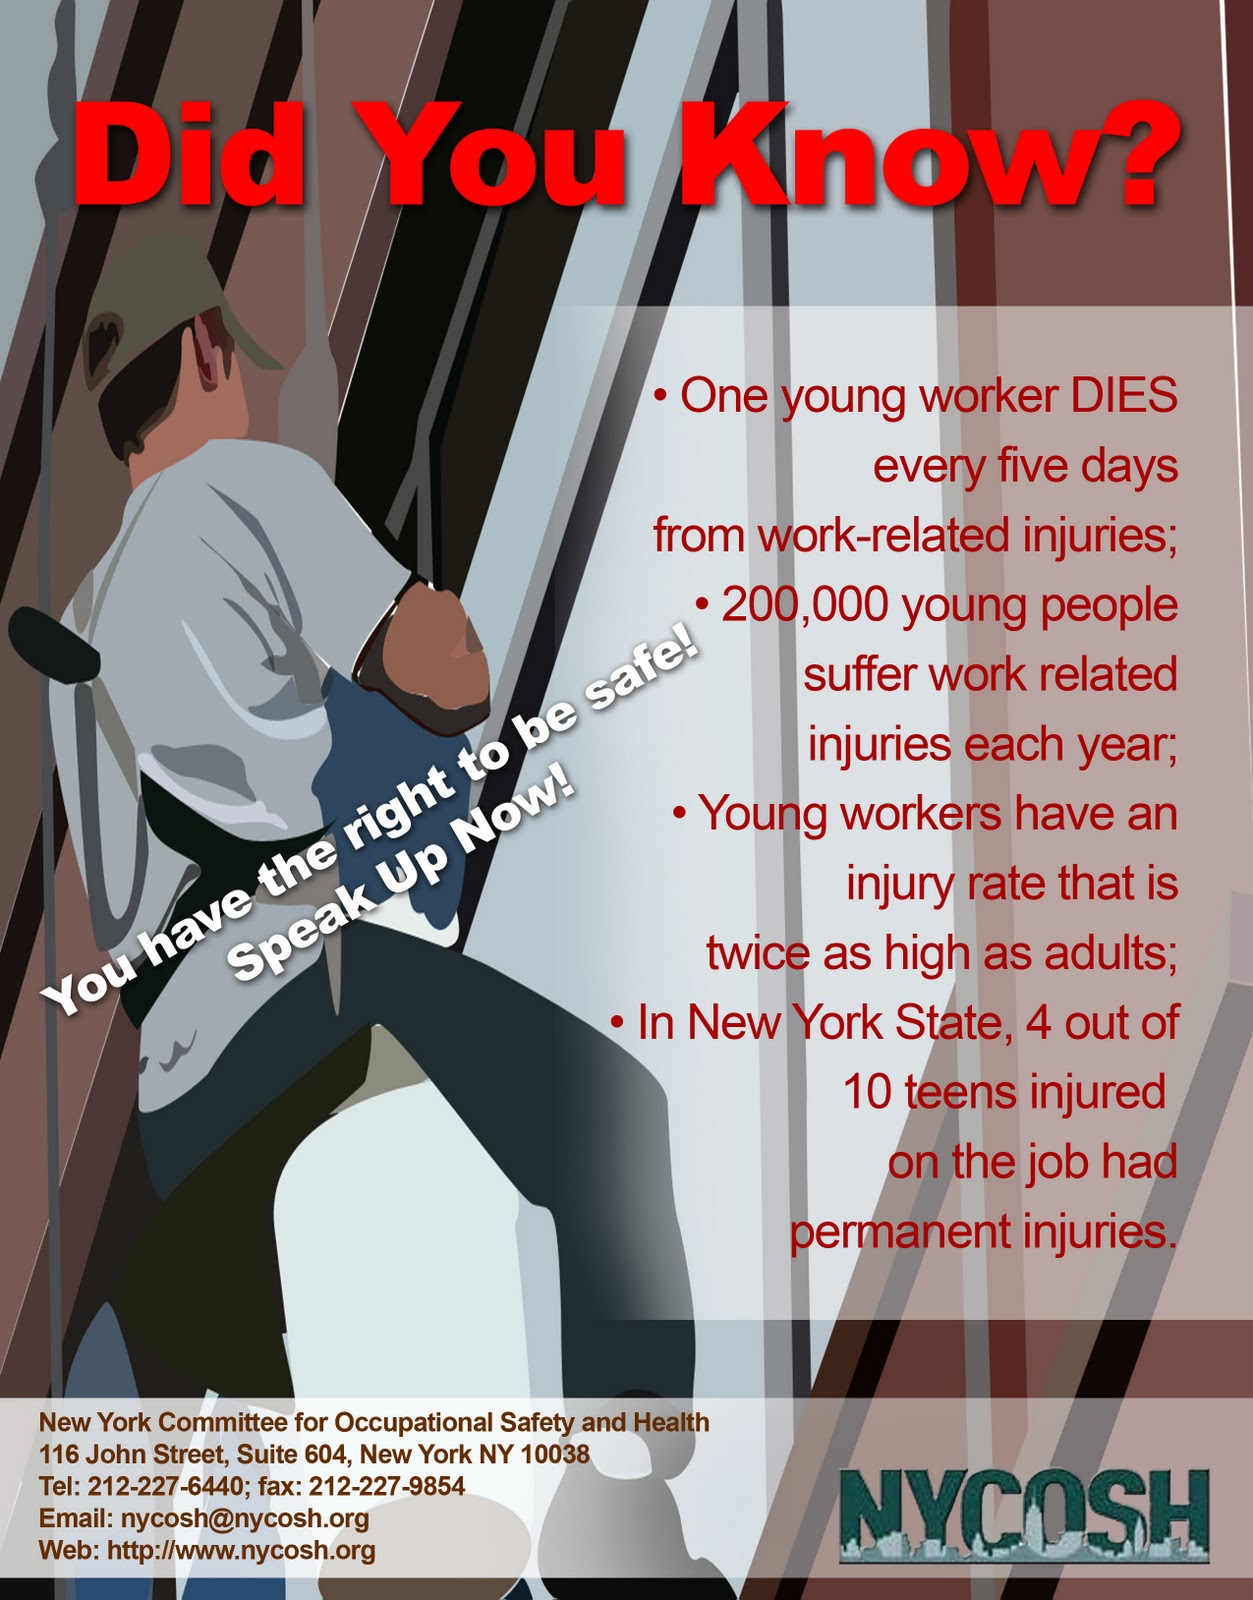 Did You Know?
• One young worker DIES
every five days
from work-related injuries;
• 200,000 young people
suffer work related
injuries each year;
• Young workers have an
injury rate that is
twice as high as adults;
• In New York State, 4 out of
10 teens injured
on the job had
permanent injuries.
You have the right to be safe!
Speak Up Now!
New York Committee for Occupational Safety and Health
116 John Street, Suite 604, New York NY 10038
Tel: 212-227-6440; fax: 212-227-9854
Email: nycosh@nycosh.org
Web: http://www.nycosh.org
NYCOSH